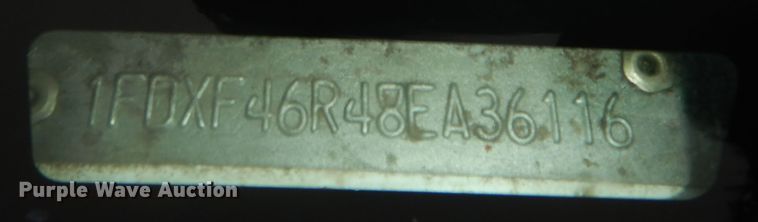 1FDXF46R48EA36116
Purple Wave Auction